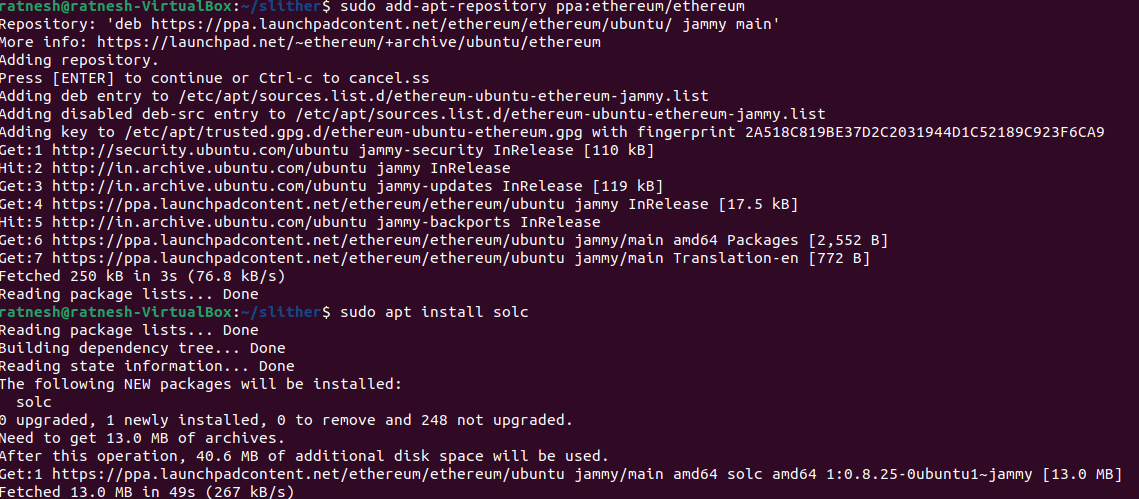 ratnesh@ratnesh-VirtualBox:~/slither$ sudo add-apt-repository ppa:ethereum/ethereum
Repository: 'deb https://ppa.launchpadcontent.net/ethereum/ethereum/ubuntu/ jammy main'
More info: https://launchpad.net/~ethereum/+archive/ubuntu/ethereum
Adding repository.
Press [ENTER] to continue or Ctrl-c to cancel.ss
Adding deb entry to /etc/apt/sources.list.d/ethereum-ubuntu-ethereum-jammy.list
Adding disabled deb-src entry to /etc/apt/sources.list.d/ethereum-ubuntu-ethereum-jammy.list
Adding key to /etc/apt/trusted.gpg.d/ethereum-ubuntu-ethereum.gpg with fingerprint 2A518C819BE37D2C2031944D1C52189C923F6CA9
Get:1 http://security.ubuntu.com/ubuntu jammy-security InRelease [110 kB]
Hit:2 http://in.archive.ubuntu.com/ubuntu jammy InRelease
Get:3 http://in.archive.ubuntu.com/ubuntu jammy-updates InRelease [119 kB]
Get:4 https://ppa.launchpadcontent.net/ethereum/ethereum/ubuntu jammy InRelease [17.5 kB]
Hit:5 http://in.archive.ubuntu.com/ubuntu jammy-backports InRelease
Get:6 https://ppa.launchpadcontent.net/ethereum/ethereum/ubuntu jammy/main amd64 Packages [2,552 B]
Get:7 https://ppa.launchpadcontent.net/ethereum/ethereum/ubuntu jammy/main Translation-en [772 B]
Fetched 250 kB in 3s (76.8 kB/s)
Reading package lists... Done
ratnesh@ratnesh-VirtualBox:~/slither$ sudo apt install solc
Reading package lists... Done
Building dependency tree... Done
Reading state information... Done
The following NEW packages will be installed:
  solc
0 upgraded, 1 newly installed, 0 to remove and 248 not upgraded.
Need to get 13.0 MB of archives.
After this operation, 40.6 MB of additional disk space will be used.
Get:1 https://ppa.launchpadcontent.net/ethereum/ethereum/ubuntu jammy/main amd64 solc amd64 1:0.8.25-0ubuntu1~jammy [13.0 MB]
Fetched 13.0 MB in 49s (267 kB/s)